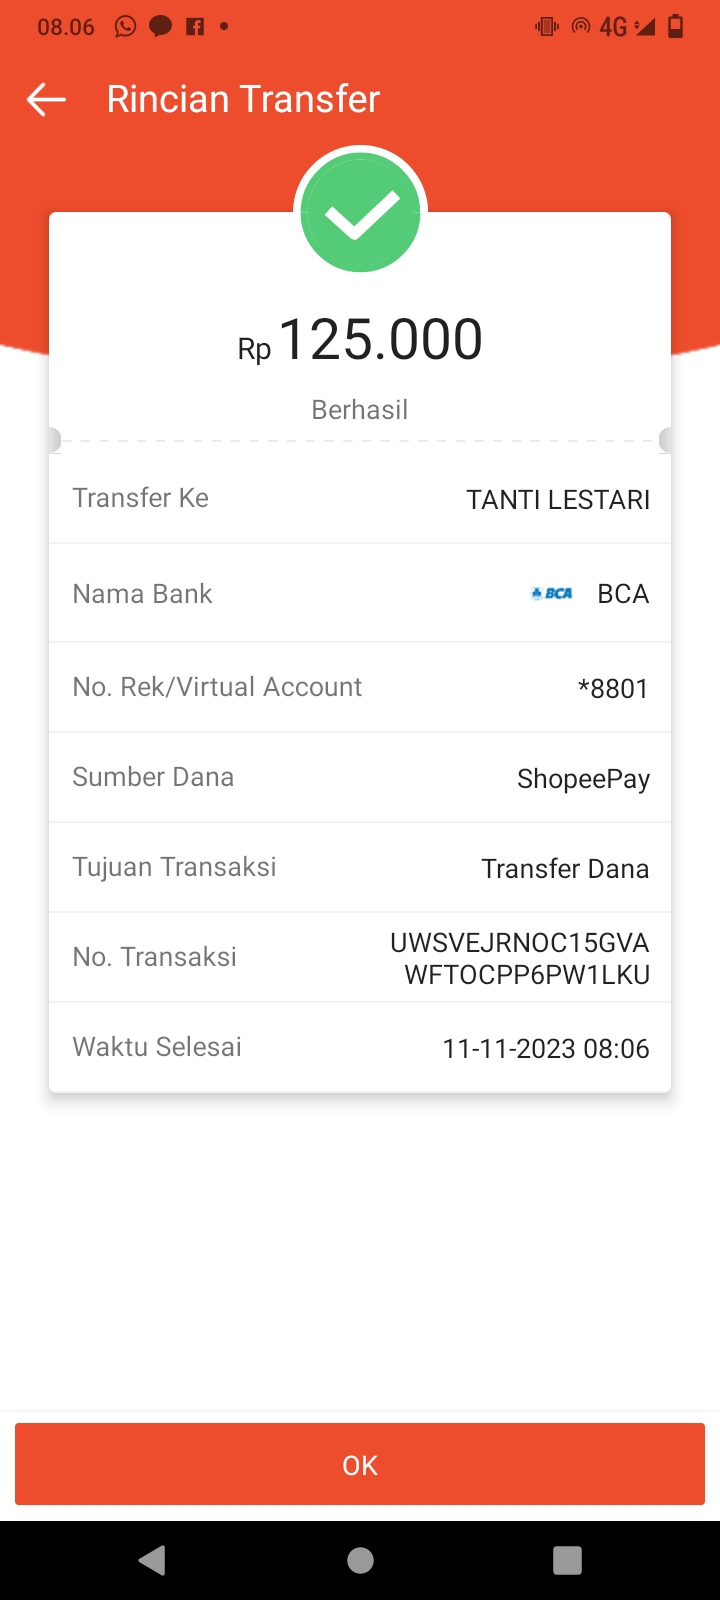 08.06
4G
Rincian Transfer
Rp 125.000
Berhasil
Transfer Ke TANTI LESTARI
Nama Bank BCA BCA
No. Rek/Virtual Account *8801
Sumber Dana ShopeePay
Tujuan Transaksi Transfer Dana
No. Transaksi UWSVEJRNOC15GVA
WFTOCPP6PW1LKU
Waktu Selesai 11-11-2023 08:06
OK